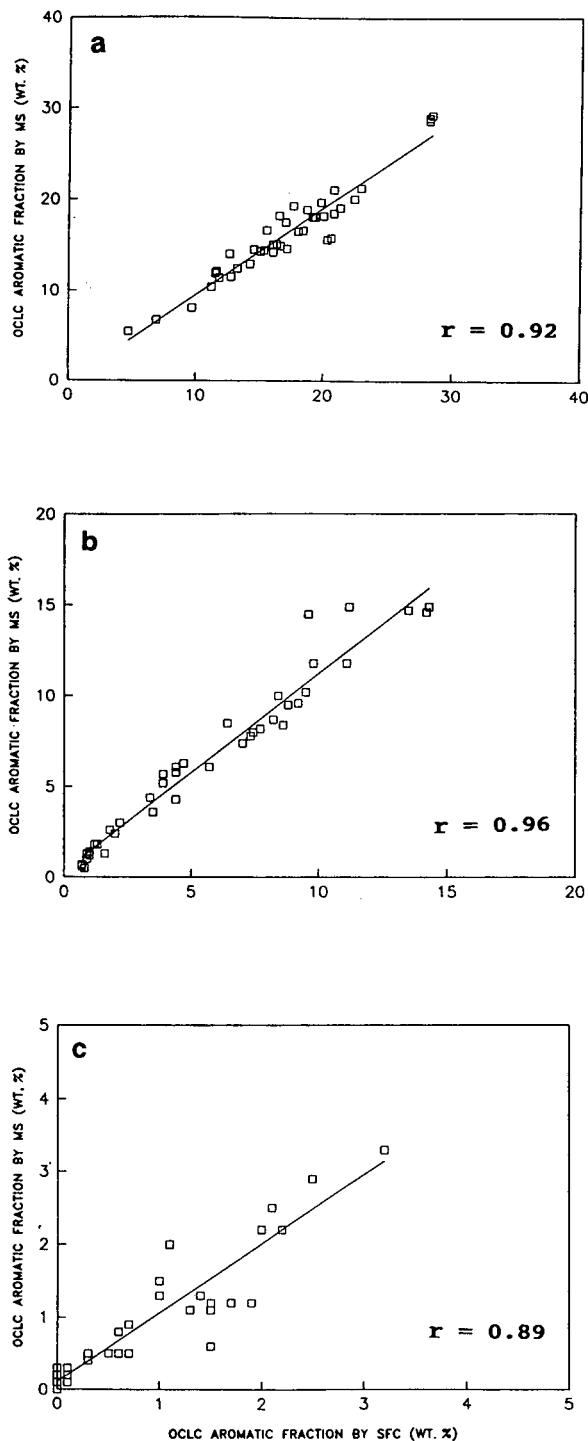 a
OCLC AROMATIC FRACTION BY MS (WT. %)
40
30
20
10
0
r = 0.92
0 10 20 30 40
b
OCLC AROMATIC FRACTION BY MS (WT. %)
20
15
10
5
0
r = 0.96
0 5 10 15 20
c
OCLC AROMATIC FRACTION BY MS (WT. %)
5
4
3
2
1
0
r = 0.89
0 1 2 3 4 5
OCLC AROMATIC FRACTION BY SFC (WT. %)